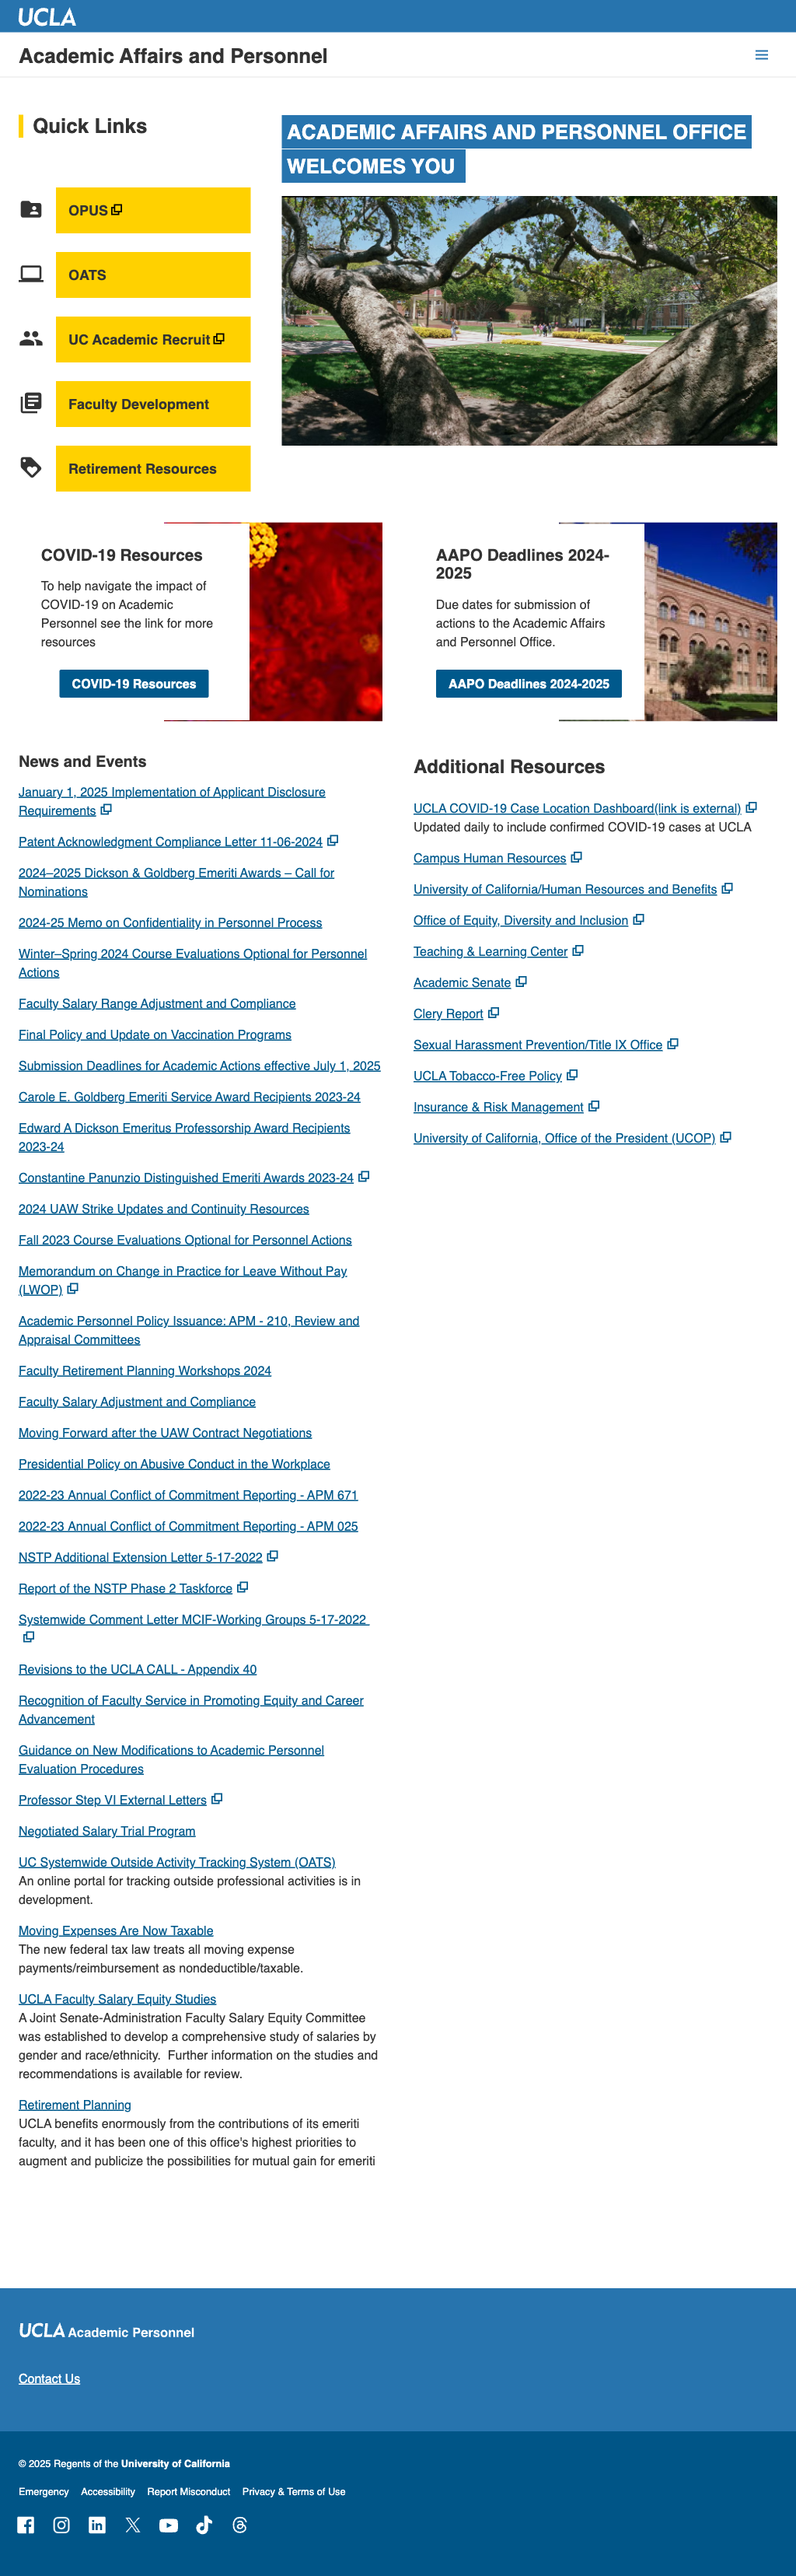 UCLA
Academic Affairs and Personnel
Quick Links
OPUS
OATS
UC Academic Recruit
Faculty Development
Retirement Resources
ACADEMIC AFFAIRS AND PERSONNEL OFFICE
WELCOMES YOU
COVID-19 Resources
To help navigate the impact of
COVID-19 on Academic
Personnel see the link for more
resources
COVID-19 Resources
AAPO Deadlines 2024-
2025
Due dates for submission of
actions to the Academic Affairs
and Personnel Office.
AAPO Deadlines 2024-2025
News and Events
January 1, 2025 Implementation of Applicant Disclosure
Requirements
Patent Acknowledgment Compliance Letter 11-06-2024
2024–2025 Dickson & Goldberg Emeriti Awards – Call for
Nominations
2024-25 Memo on Confidentiality in Personnel Process
Winter–Spring 2024 Course Evaluations Optional for Personnel
Actions
Faculty Salary Range Adjustment and Compliance
Final Policy and Update on Vaccination Programs
Submission Deadlines for Academic Actions effective July 1, 2025
Carole E. Goldberg Emeriti Service Award Recipients 2023-24
Edward A Dickson Emeritus Professorship Award Recipients
2023-24
Constantine Panunzio Distinguished Emeriti Awards 2023-24
2024 UAW Strike Updates and Continuity Resources
Fall 2023 Course Evaluations Optional for Personnel Actions
Memorandum on Change in Practice for Leave Without Pay
(LWOP)
Academic Personnel Policy Issuance: APM - 210, Review and
Appraisal Committees
Faculty Retirement Planning Workshops 2024
Faculty Salary Adjustment and Compliance
Moving Forward after the UAW Contract Negotiations
Presidential Policy on Abusive Conduct in the Workplace
2022-23 Annual Conflict of Commitment Reporting - APM 671
2022-23 Annual Conflict of Commitment Reporting - APM 025
NSTP Additional Extension Letter 5-17-2022
Report of the NSTP Phase 2 Taskforce
Systemwide Comment Letter MCIF-Working Groups 5-17-2022
Revisions to the UCLA CALL - Appendix 40
Recognition of Faculty Service in Promoting Equity and Career
Advancement
Guidance on New Modifications to Academic Personnel
Evaluation Procedures
Professor Step VI External Letters
Negotiated Salary Trial Program
UC Systemwide Outside Activity Tracking System (OATS)
An online portal for tracking outside professional activities is in
development.
Moving Expenses Are Now Taxable
The new federal tax law treats all moving expense
payments/reimbursement as nondeductible/taxable.
UCLA Faculty Salary Equity Studies
A Joint Senate-Administration Faculty Salary Equity Committee
was established to develop a comprehensive study of salaries by
gender and race/ethnicity. Further information on the studies and
recommendations is available for review.
Retirement Planning
UCLA benefits enormously from the contributions of its emeriti
faculty, and it has been one of this office's highest priorities to
augment and publicize the possibilities for mutual gain for emeriti
Additional Resources
UCLA COVID-19 Case Location Dashboard(link is external)
Updated daily to include confirmed COVID-19 cases at UCLA
Campus Human Resources
University of California/Human Resources and Benefits
Office of Equity, Diversity and Inclusion
Teaching & Learning Center
Academic Senate
Clery Report
Sexual Harassment Prevention/Title IX Office
UCLA Tobacco-Free Policy
Insurance & Risk Management
University of California, Office of the President (UCOP)
UCLA Academic Personnel
Contact Us
© 2025 Regents of the University of California
Emergency Accessibility Report Misconduct Privacy & Terms of Use